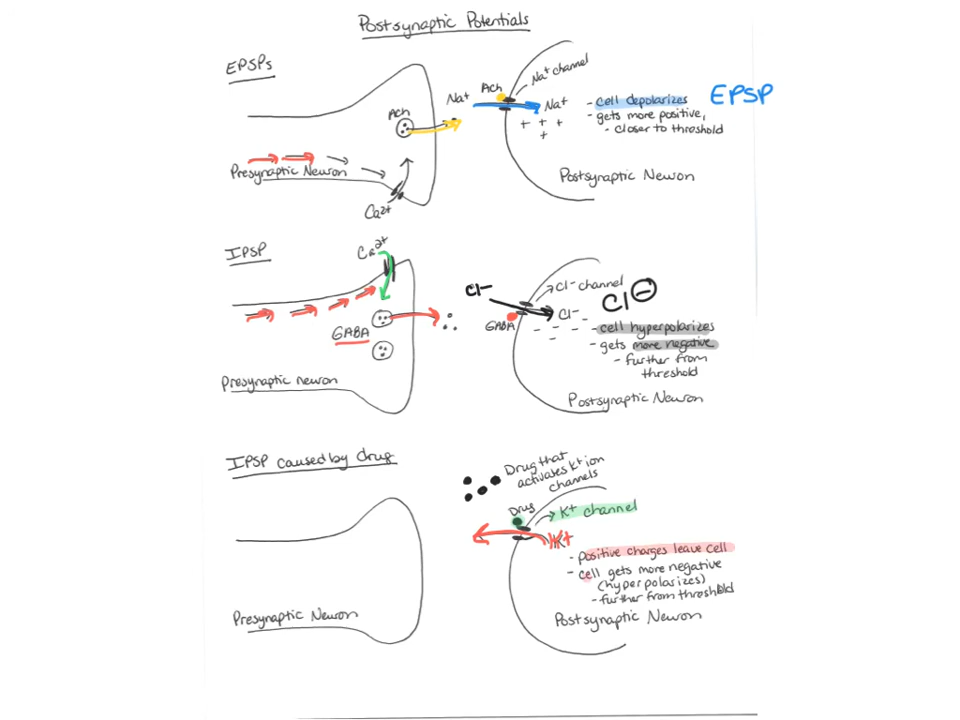 Postsynaptic Potentials
EPSPs
Ach
Na⁺
Ach
Na⁺ channel
Na⁺
- cell depolarizes
EPSP
- gets more positive,
- closer to threshold
+ + +
+
Presynaptic Neuron
Ca²⁺
Postsynaptic Neuron
IPSP
Ca²⁺
Cl-
Cl- channel
Cl-
Cl-
GABA
GABA
- cell hyperpolarizes
- gets more negative
- further from
threshold
Presynaptic neuron
Postsynaptic Neuron
IPSP caused by drug
Drug that
activates K+ ion
channels
Drug
K+ channel
K+
- positive charges leave cell
- cell gets more negative
(hyperpolarizes)
- further from threshold
Presynaptic Neuron
Postsynaptic Neuron